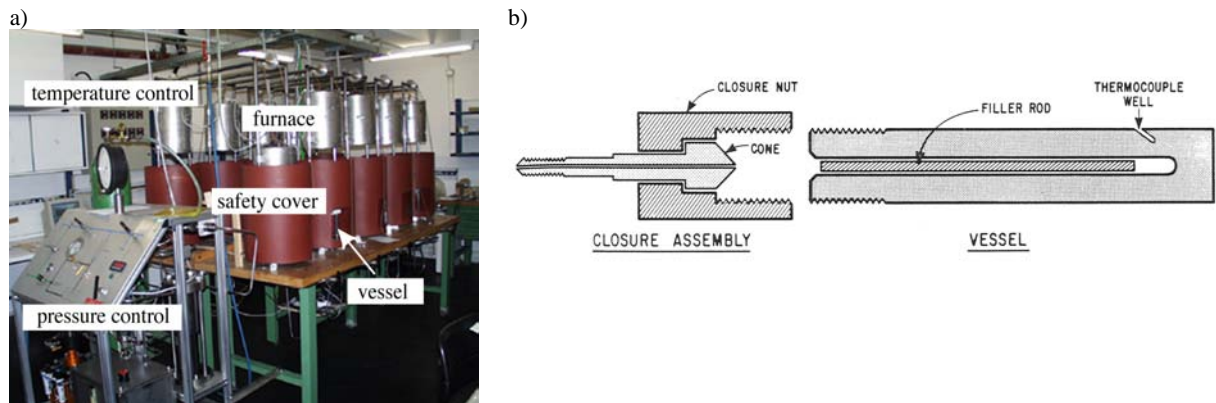 a)
temperature control
furnace
safety cover
vessel
pressure control
b)
CLOSURE NUT
CONE
CLOSURE ASSEMBLY
FILLER ROD
THERMOCOUPLE
WELL
VESSEL